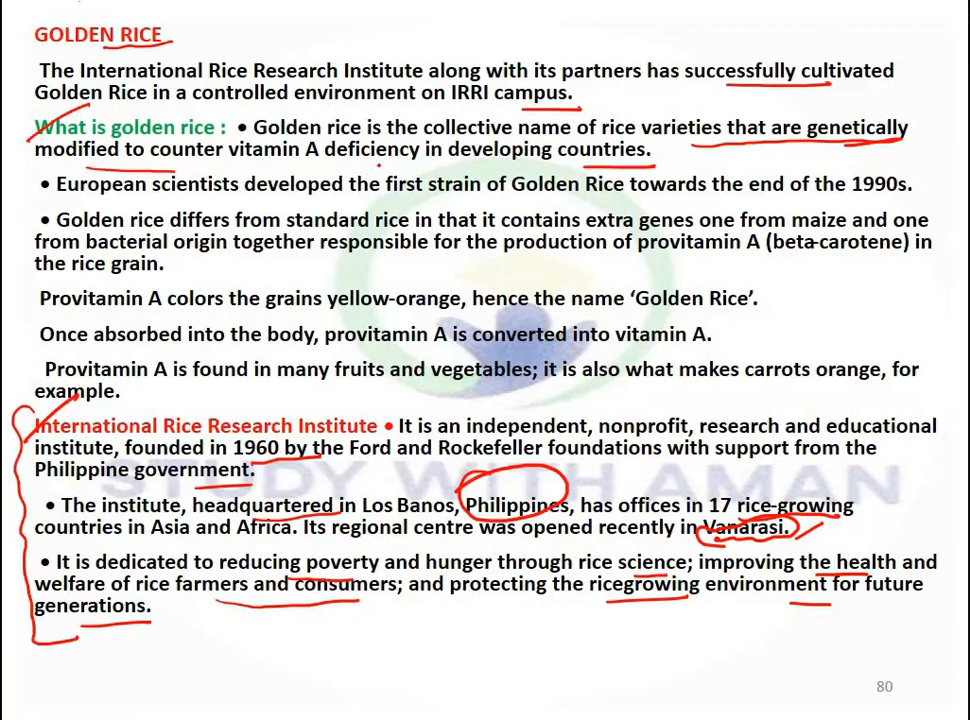 GOLDEN RICE
The International Rice Research Institute along with its partners has successfully cultivated
Golden Rice in a controlled environment on IRRI campus.
What is golden rice : • Golden rice is the collective name of rice varieties that are genetically
modified to counter vitamin A deficiency in developing countries.
• European scientists developed the first strain of Golden Rice towards the end of the 1990s.
• Golden rice differs from standard rice in that it contains extra genes one from maize and one
from bacterial origin together responsible for the production of provitamin A (beta-carotene) in
the rice grain.
Provitamin A colors the grains yellow-orange, hence the name ‘Golden Rice’.
Once absorbed into the body, provitamin A is converted into vitamin A.
Provitamin A is found in many fruits and vegetables; it is also what makes carrots orange, for
example.
International Rice Research Institute • It is an independent, nonprofit, research and educational
institute, founded in 1960 by the Ford and Rockefeller foundations with support from the
Philippine government.
STUDY WITH AMAN
• The institute, headquartered in Los Banos, Philippines, has offices in 17 rice-growing
countries in Asia and Africa. Its regional centre was opened recently in Vanarasi.
• It is dedicated to reducing poverty and hunger through rice science; improving the health and
welfare of rice farmers and consumers; and protecting the ricegrowing environment for future
generations.
80